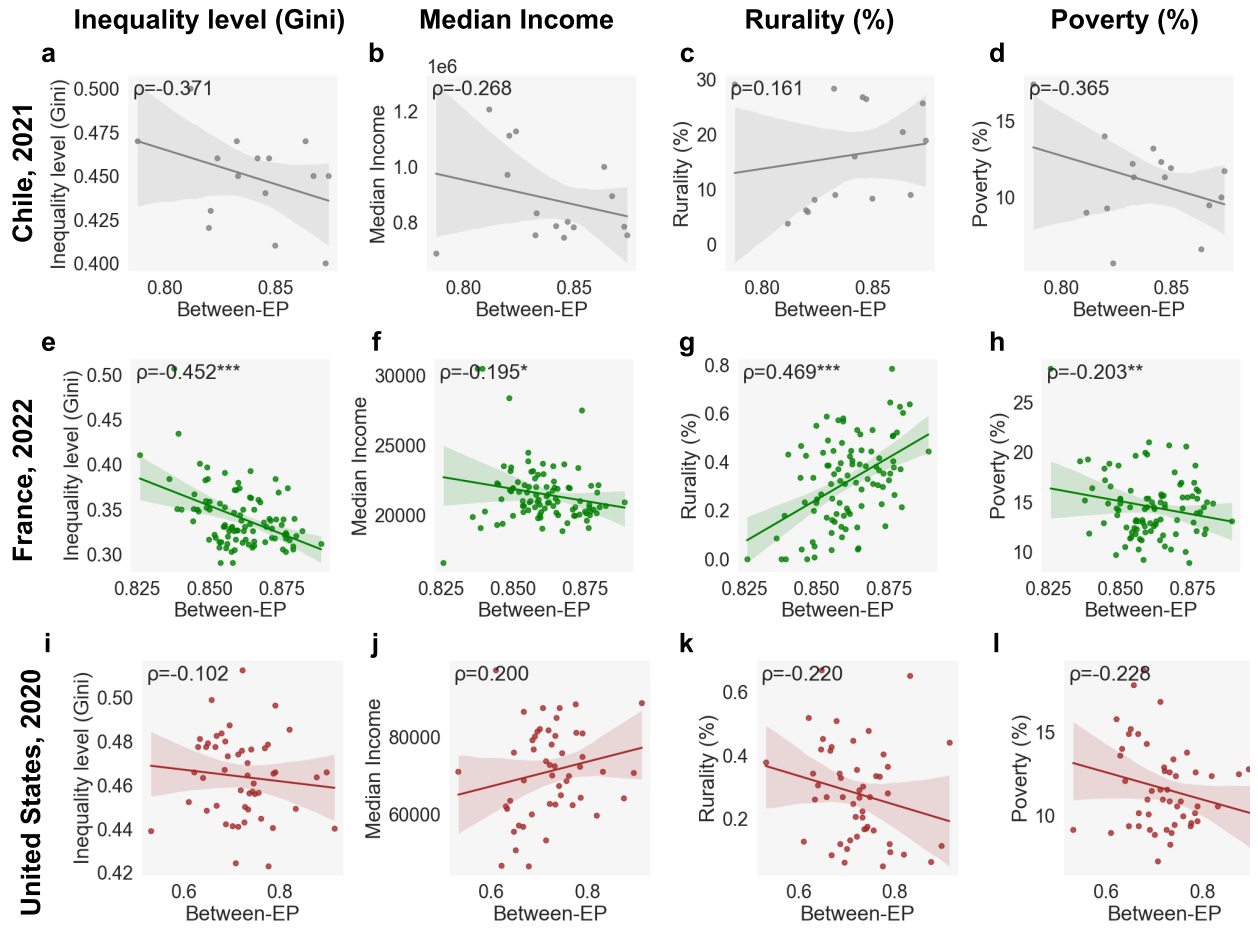 Inequality level (Gini) Median Income Rurality (%) Poverty (%)
Chile, 2021
a
Inequality level (Gini)
0.500
0.475
0.450
0.425
0.400
ρ=-0.371
0.80 0.85
Between-EP
b
1e6
Median Income
1.2
1.0
0.8
ρ=-0.268
0.80 0.85
Between-EP
c
Rurality (%)
30
20
10
0
ρ=0.161
0.80 0.85
Between-EP
d
Poverty (%)
15
10
ρ=-0.365
0.80 0.85
Between-EP
France, 2022
e
Inequality level (Gini)
0.50
0.45
0.40
0.35
0.30
ρ=-0.452***
0.825 0.850 0.875
Between-EP
f
Median Income
30000
25000
20000
ρ=-0.195*
0.825 0.850 0.875
Between-EP
g
Rurality (%)
0.8
0.6
0.4
0.2
0.0
ρ=0.469***
0.825 0.850 0.875
Between-EP
h
Poverty (%)
25
20
15
10
ρ=-0.203**
0.825 0.850 0.875
Between-EP
United States, 2020
i
Inequality level (Gini)
0.50
0.48
0.46
0.44
0.42
ρ=-0.102
0.6 0.8
Between-EP
j
Median Income
80000
60000
ρ=0.200
0.6 0.8
Between-EP
k
Rurality (%)
0.6
0.4
0.2
ρ=-0.220
0.6 0.8
Between-EP
l
Poverty (%)
15
10
ρ=-0.228
0.6 0.8
Between-EP